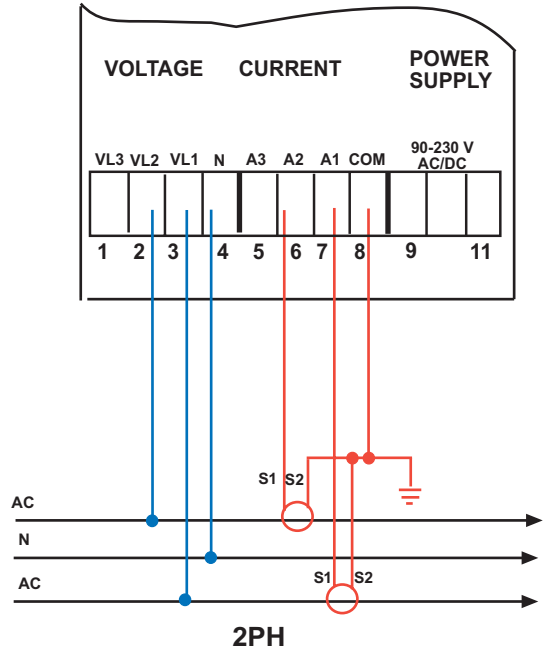 VOLTAGE CURRENT POWER SUPPLY
VL3 VL2 VL1 N A3 A2 A1 COM 90-230 V AC/DC
1 2 3 4 5 6 7 8 9 11
S1 S2
AC
N
S1 S2
AC
2PH